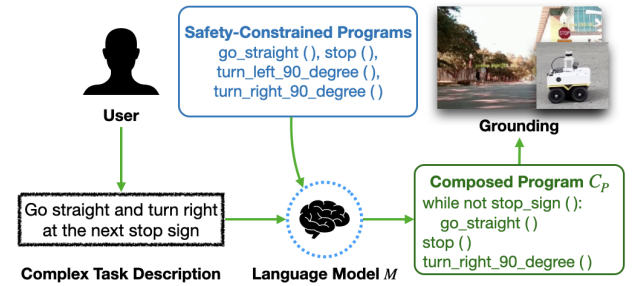 Safety-Constrained Programs
go_straight ( ), stop ( ),
turn_left_90_degree ( ),
turn_right_90_degree ( )
User
STOP
Grounding
Go straight and turn right
at the next stop sign
Complex Task Description
Language Model M
Composed Program C_P
while not stop_sign ( ):
go_straight ( )
stop ( )
turn_right_90_degree ( )